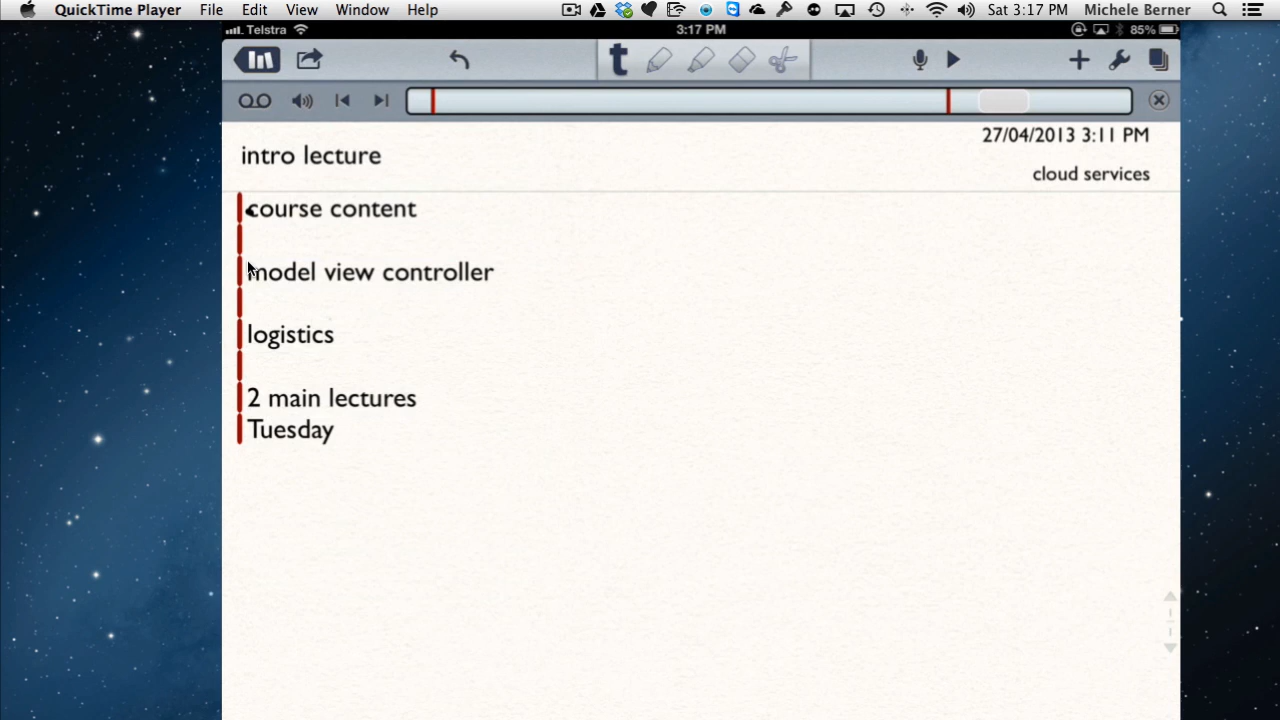 QuickTime Player File Edit View Window Help Sat 3:17 PM Michele Berner
Telstra 3:17 PM 85%
t
27/04/2013 3:11 PM
intro lecture
cloud services
course content
model view controller
logistics
2 main lectures
Tuesday